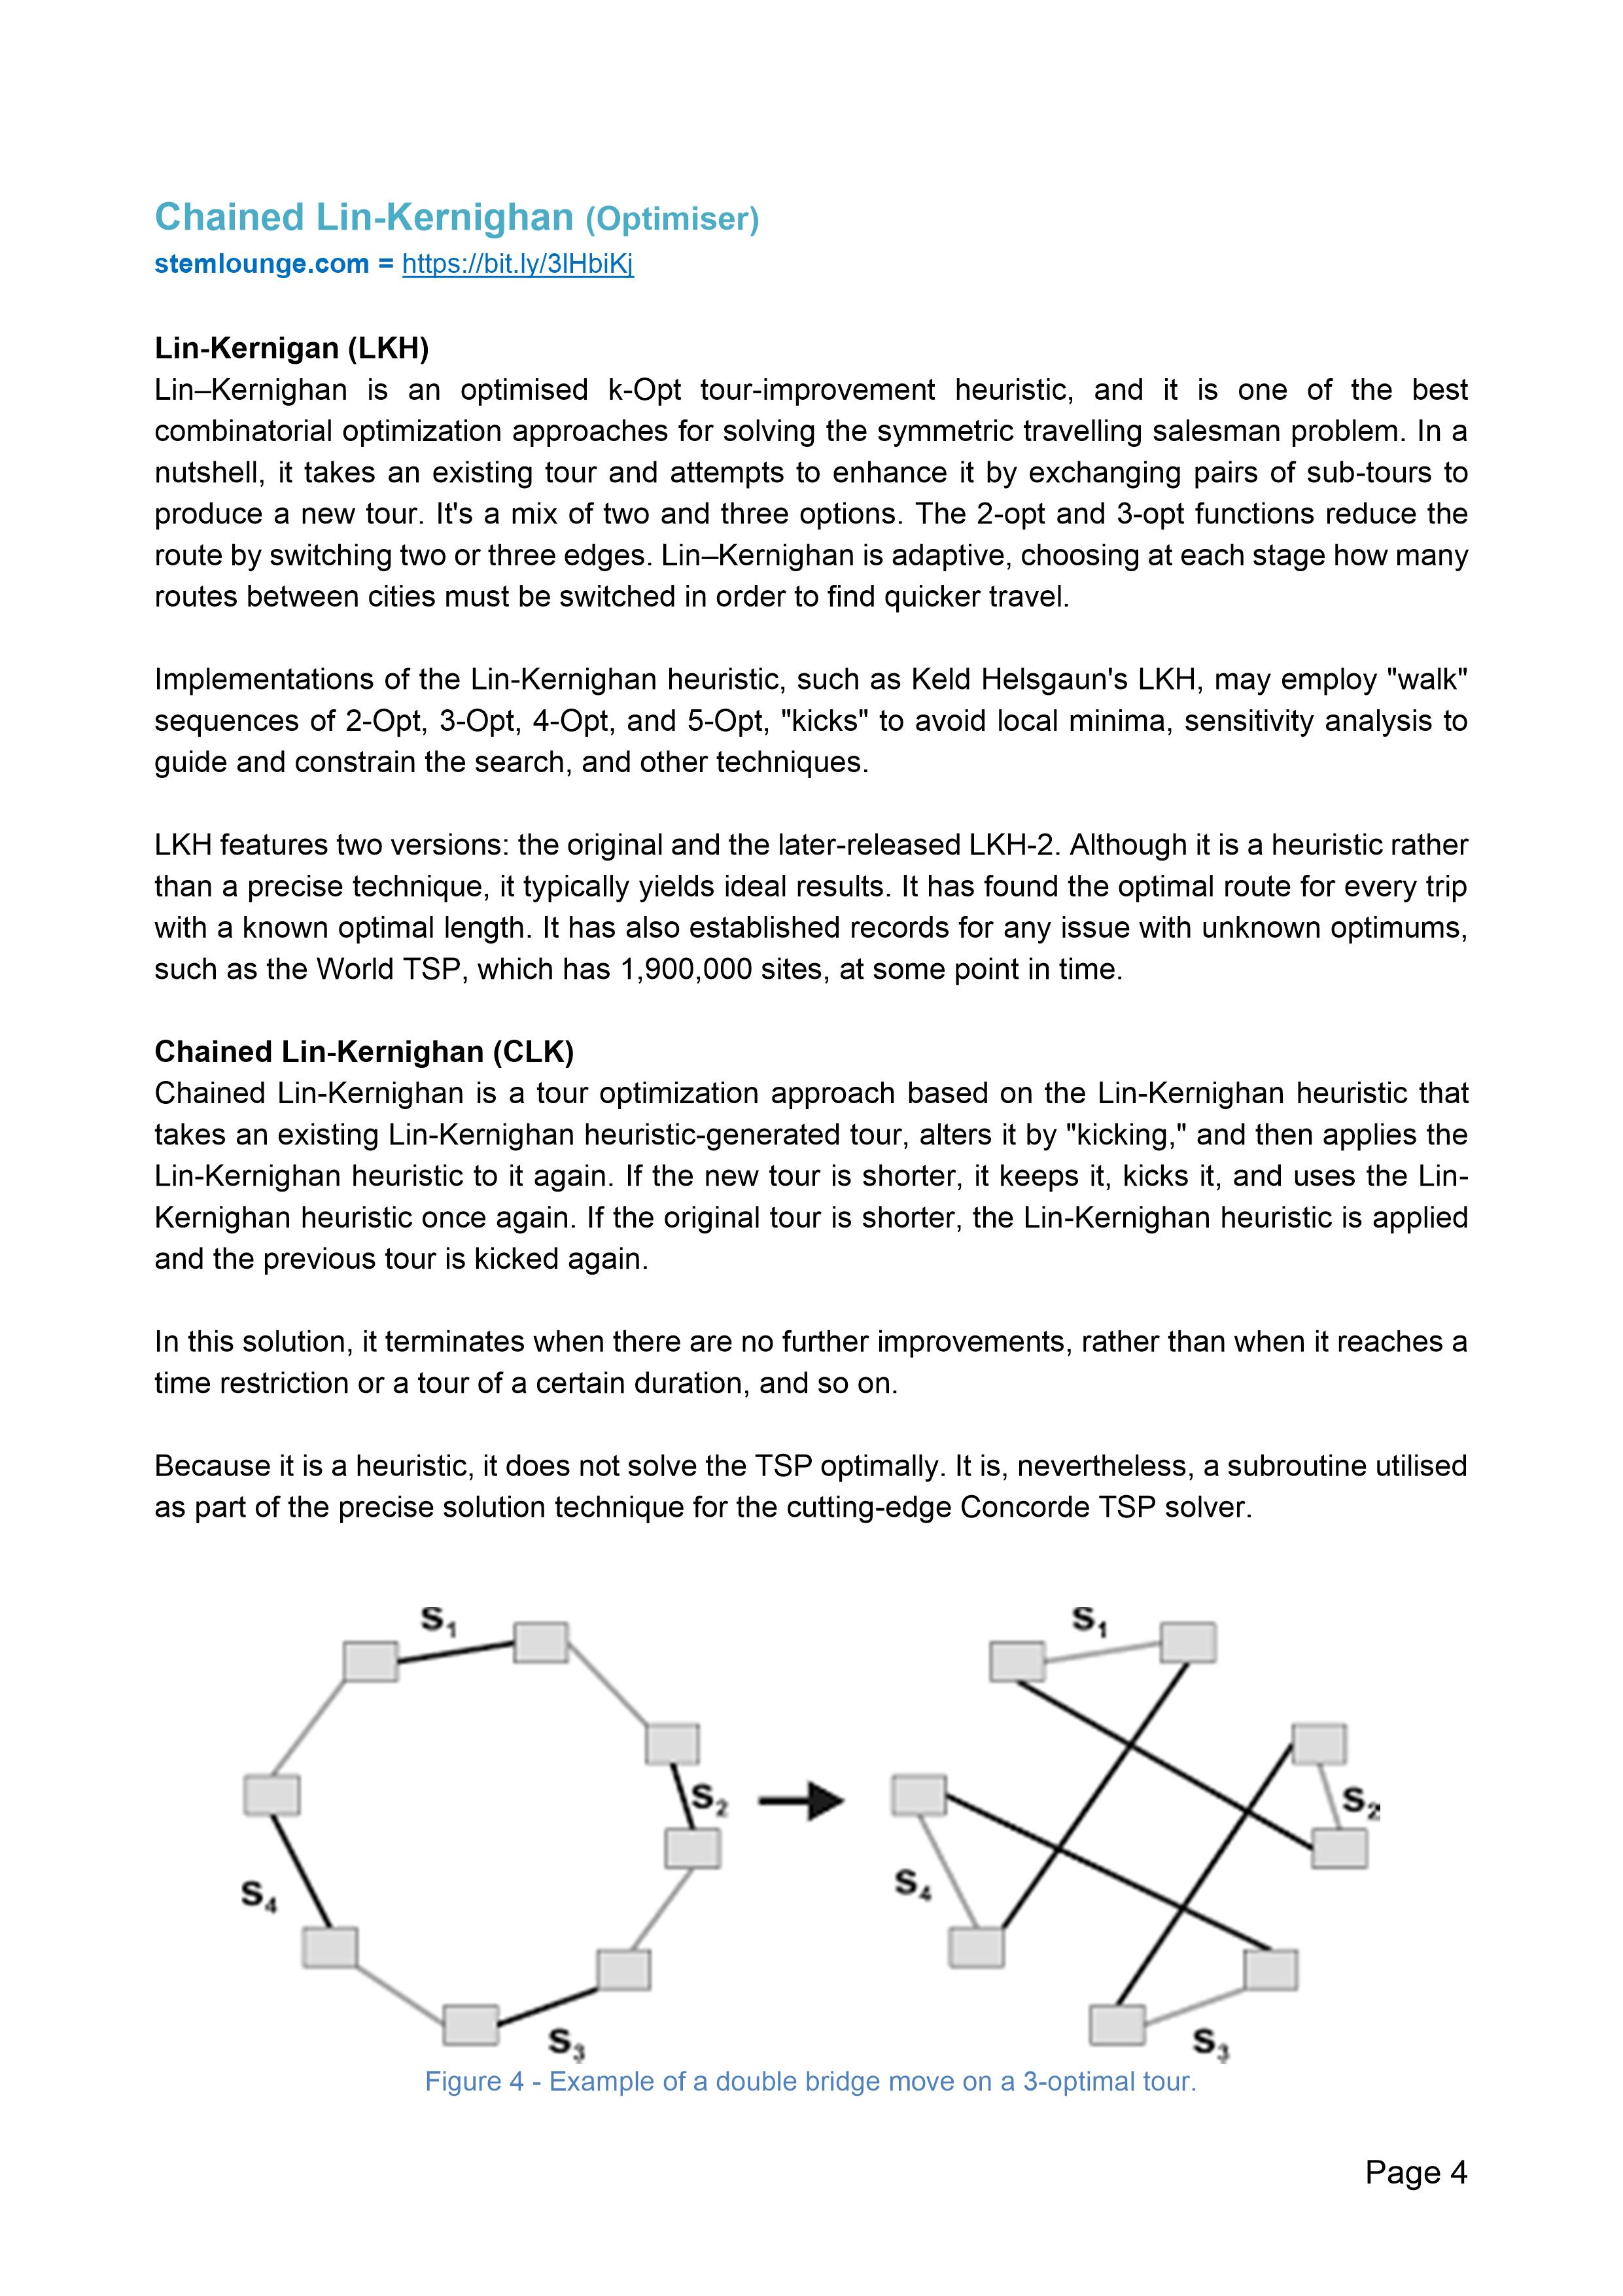 Chained Lin-Kernighan (Optimiser)
stemlounge.com = https://bit.ly/3lHbiKj
Lin-Kernigan (LKH)
Lin–Kernighan is an optimised k-Opt tour-improvement heuristic, and it is one of the best
combinatorial optimization approaches for solving the symmetric travelling salesman problem. In a
nutshell, it takes an existing tour and attempts to enhance it by exchanging pairs of sub-tours to
produce a new tour. It's a mix of two and three options. The 2-opt and 3-opt functions reduce the
route by switching two or three edges. Lin–Kernighan is adaptive, choosing at each stage how many
routes between cities must be switched in order to find quicker travel.
Implementations of the Lin-Kernighan heuristic, such as Keld Helsgaun's LKH, may employ "walk"
sequences of 2-Opt, 3-Opt, 4-Opt, and 5-Opt, "kicks" to avoid local minima, sensitivity analysis to
guide and constrain the search, and other techniques.
LKH features two versions: the original and the later-released LKH-2. Although it is a heuristic rather
than a precise technique, it typically yields ideal results. It has found the optimal route for every trip
with a known optimal length. It has also established records for any issue with unknown optimums,
such as the World TSP, which has 1,900,000 sites, at some point in time.
Chained Lin-Kernighan (CLK)
Chained Lin-Kernighan is a tour optimization approach based on the Lin-Kernighan heuristic that
takes an existing Lin-Kernighan heuristic-generated tour, alters it by "kicking," and then applies the
Lin-Kernighan heuristic to it again. If the new tour is shorter, it keeps it, kicks it, and uses the Lin-
Kernighan heuristic once again. If the original tour is shorter, the Lin-Kernighan heuristic is applied
and the previous tour is kicked again.
In this solution, it terminates when there are no further improvements, rather than when it reaches a
time restriction or a tour of a certain duration, and so on.
Because it is a heuristic, it does not solve the TSP optimally. It is, nevertheless, a subroutine utilised
as part of the precise solution technique for the cutting-edge Concorde TSP solver.
S1
S2
S3
S4
S1
S2
S3
S4
Figure 4 - Example of a double bridge move on a 3-optimal tour.
Page 4